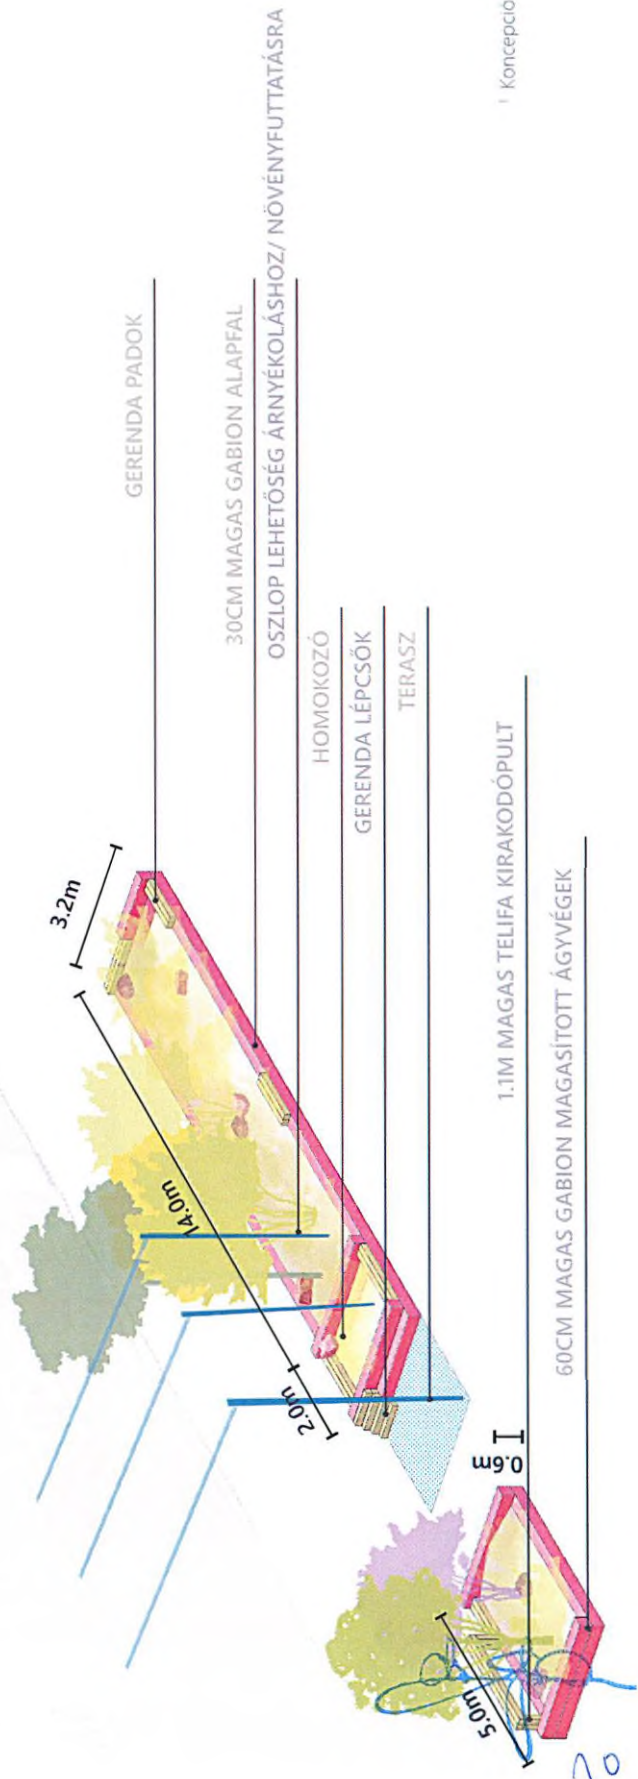 GERENDA PADOK
30CM MAGAS GABION ALAPFAL
OSZLOP LEHETŐSÉG ÁRNYÉKOLÁSHOZ/ NÖVÉNYFUTTATÁSRA
HOMOKOZÓ
GERENDA LÉPCSŐK
TERASZ
1.1M MAGAS TELIFA KIRAKODÓPULT
60CM MAGAS GABION MAGASÍTOTT ÁGYVÉGEK
3.2m
14.0m
2.0m
0.6m
5.0m
Koncepció